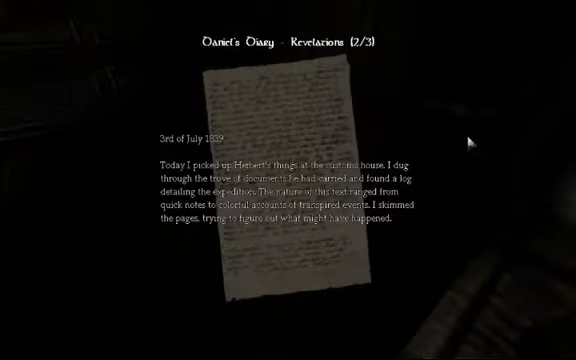 Daniel's Diary - Revelations (2/3)
3rd of July 1839
Today I picked up Herbert's things at the customs house. I dug
through the trove of documents he had carried and found a log
detailing the expedition. The nature of this text ranged from
quick notes to colorful accounts of transpired events. I skimmed
the pages, trying to figure out what might have happened.